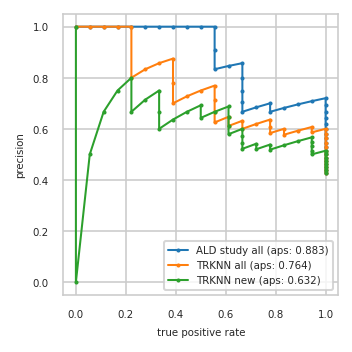 1.0
0.8
0.6
0.4
0.2
0.0
precision
0.0 0.2 0.4 0.6 0.8 1.0
true positive rate
ALD study all (aps: 0.883)
TRKNN all (aps: 0.764)
TRKNN new (aps: 0.632)